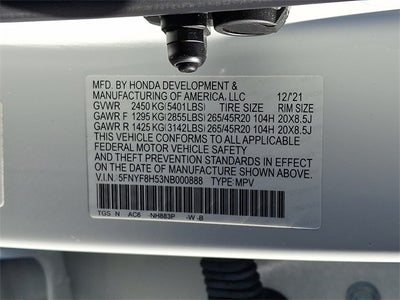 MFD. BY HONDA DEVELOPMENT &
MANUFACTURING OF AMERICA, LLC 12/'21
GVWR 2450 KG(5401LBS) TIRE SIZE RIM SIZE
GAWR F 1295 KG(2855LBS) 265/45R20 104H 20X8.5J
GAWR R 1425 KG(3142LBS) 265/45R20 104H 20X8.5J
THIS VEHICLE CONFORMS TO ALL APPLICABLE
FEDERAL MOTOR VEHICLE SAFETY AND
THEFT PREVENTION STANDARDS IN EFFECT
ON THE DATE OF MANUFACTURE SHOWN ABOVE.
V.I.N. 5FNYF8H53NB000888 TYPE: MPV
TGS N AC6 NH883P -W -B